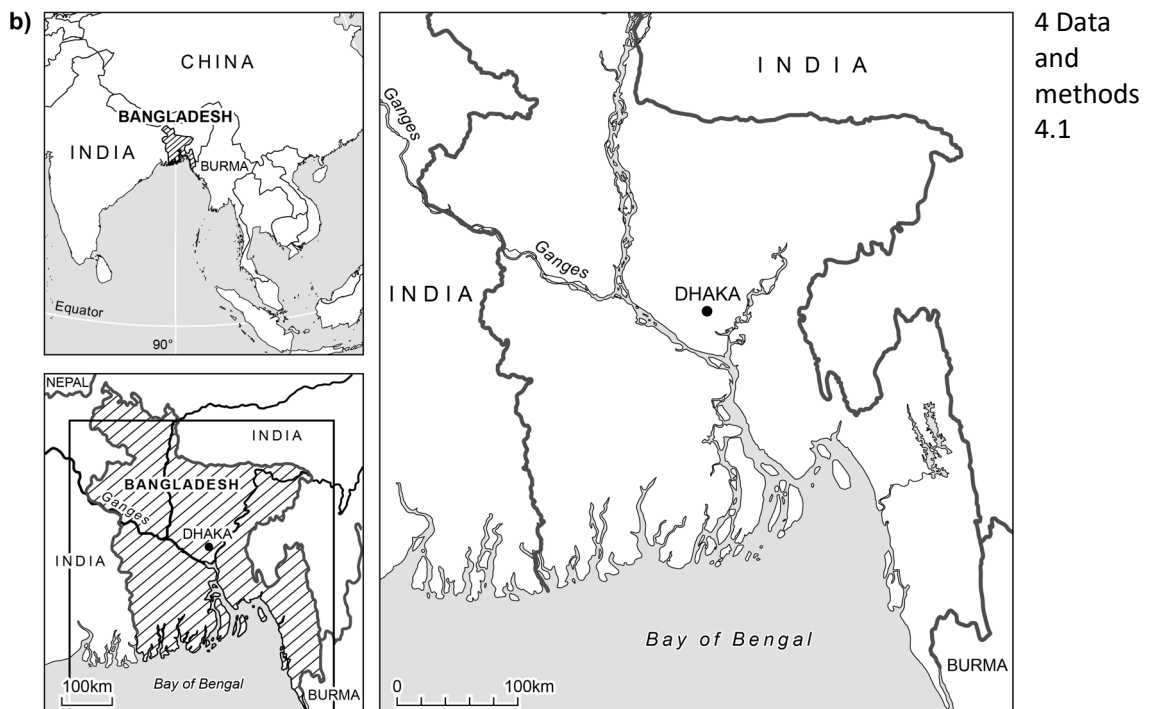 b)
CHINA
BANGLADESH
INDIA
BURMA
Equator
90°
NEPAL
INDIA
BANGLADESH
Ganges
DHAKA
INDIA
100km
Bay of Bengal
BURMA
INDIA
Ganges
Ganges
INDIA
DHAKA
Bay of Bengal
BURMA
0 100km
4 Data
and
methods
4.1